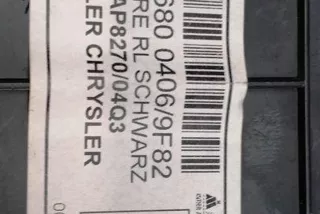 680 0406/9F82
RE RL SCHWARZ
AP8270/04Q3
LER CHRYSLER